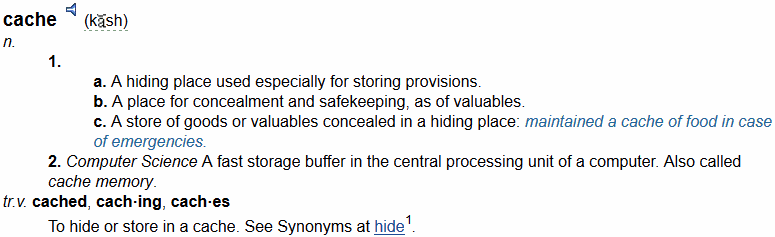 cache (kăsh)
n.
1.
a. A hiding place used especially for storing provisions.
b. A place for concealment and safekeeping, as of valuables.
c. A store of goods or valuables concealed in a hiding place: maintained a cache of food in case
of emergencies.
2. Computer Science A fast storage buffer in the central processing unit of a computer. Also called
cache memory.
tr.v. cached, cach·ing, cach·es
To hide or store in a cache. See Synonyms at hide¹.